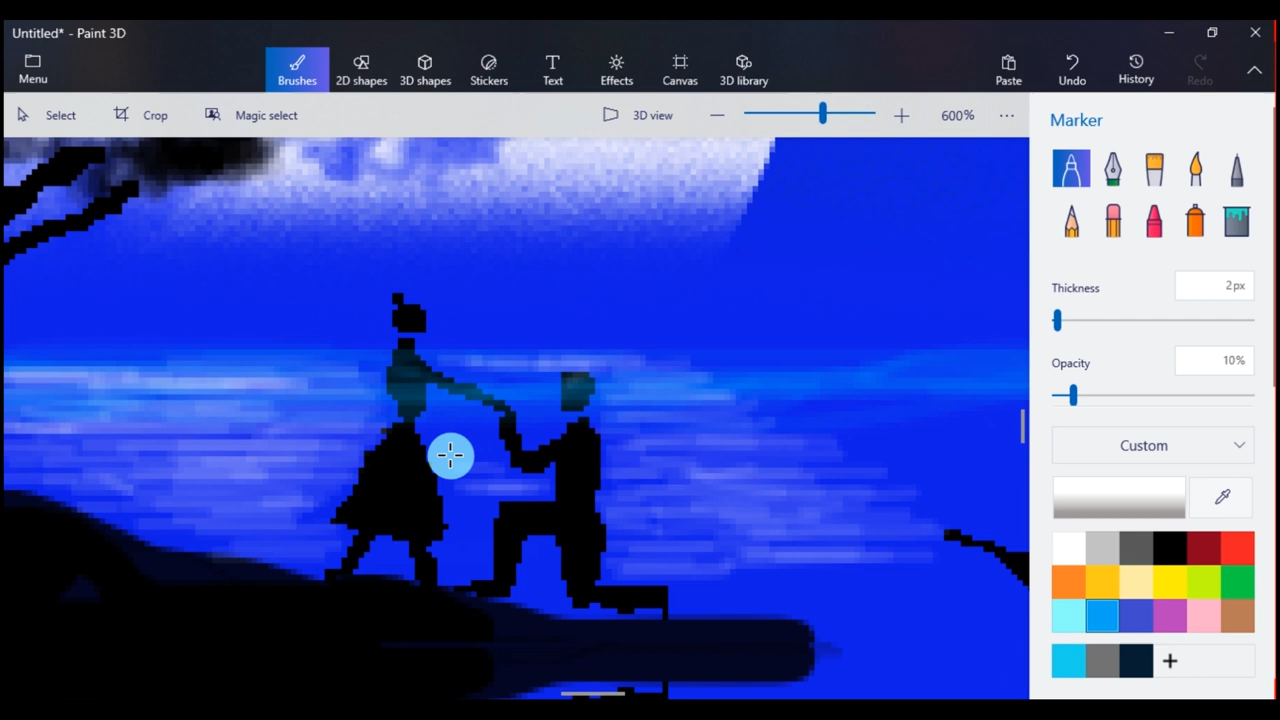 Untitled* - Paint 3D
Menu
Brushes
2D shapes
3D shapes
Stickers
Text
Effects
Canvas
3D library
Paste
Undo
History
Redo
Select
Crop
Magic select
3D view
600%
Marker
Thickness
2px
Opacity
10%
Custom